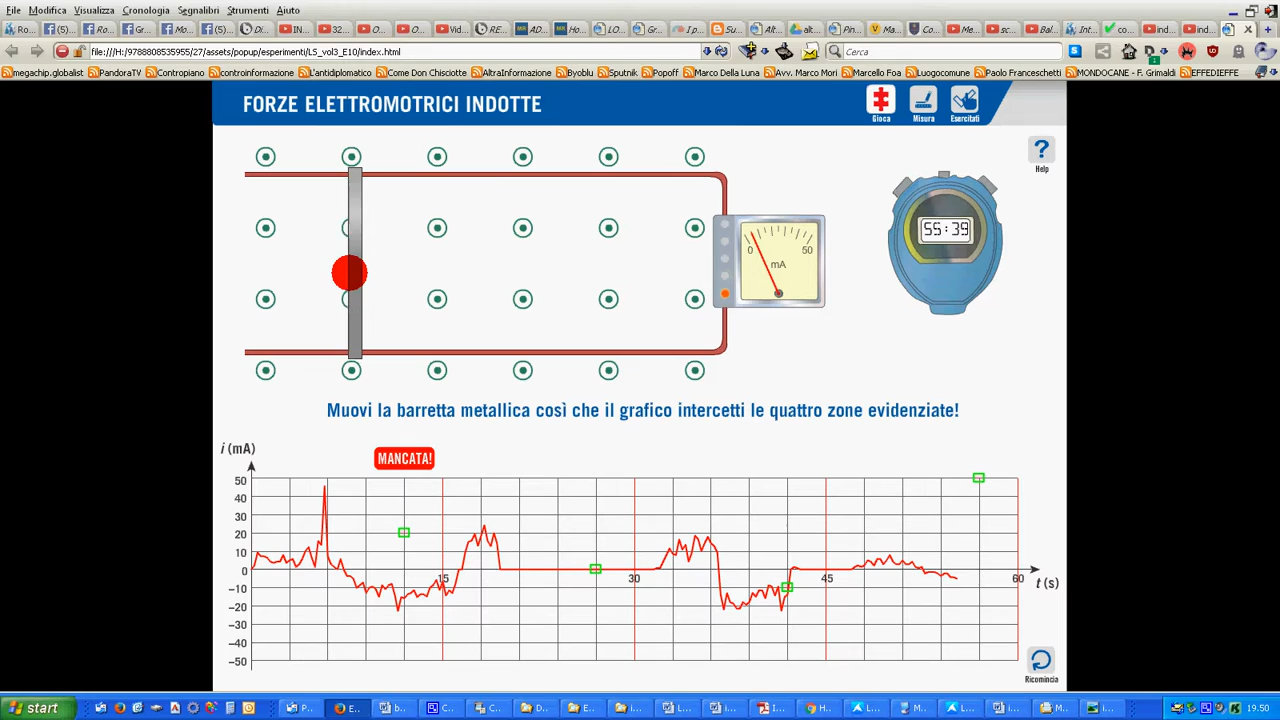 File Modifica Visualizza Cronologia Segnalibri Strumenti Aiuto
file:///H:/9788808535955/27/assets/popup/esperimenti/LS_vol3_E10/index.html
Cerca
megachip.globalist PandoraTV Contropiano controinformazione L'antidiplomatico Come Don Chisciotte AltraInformazione Byoblu Sputnik Popoff Marco Della Luna Avv. Marco Mori Marcello Foa Luogocomune Paolo Franceschetti MONDOCANE - F. Grimaldi EFFEDIEFFE
FORZE ELETTROMOTRICI INDOTTE
Gioca Misura Esercitati
?
Help
55:39
0 50
mA
Muovi la barretta metallica così che il grafico intercetti le quattro zone evidenziate!
i (mA)
MANCATA!
50
40
30
20
10
0
−10
−20
−30
−40
−50
15 30 45 60
t (s)
Ricomincia
start
19.50